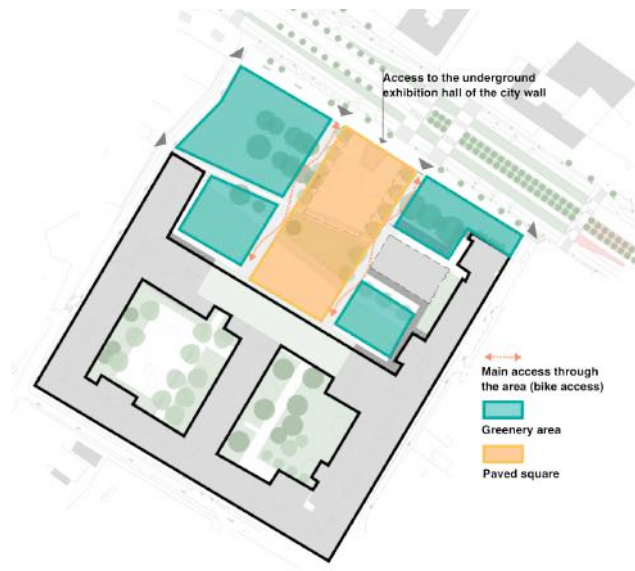 Access to the underground
exhibition hall of the city wall
Main access through
the area (bike access)
Greenery area
Paved square